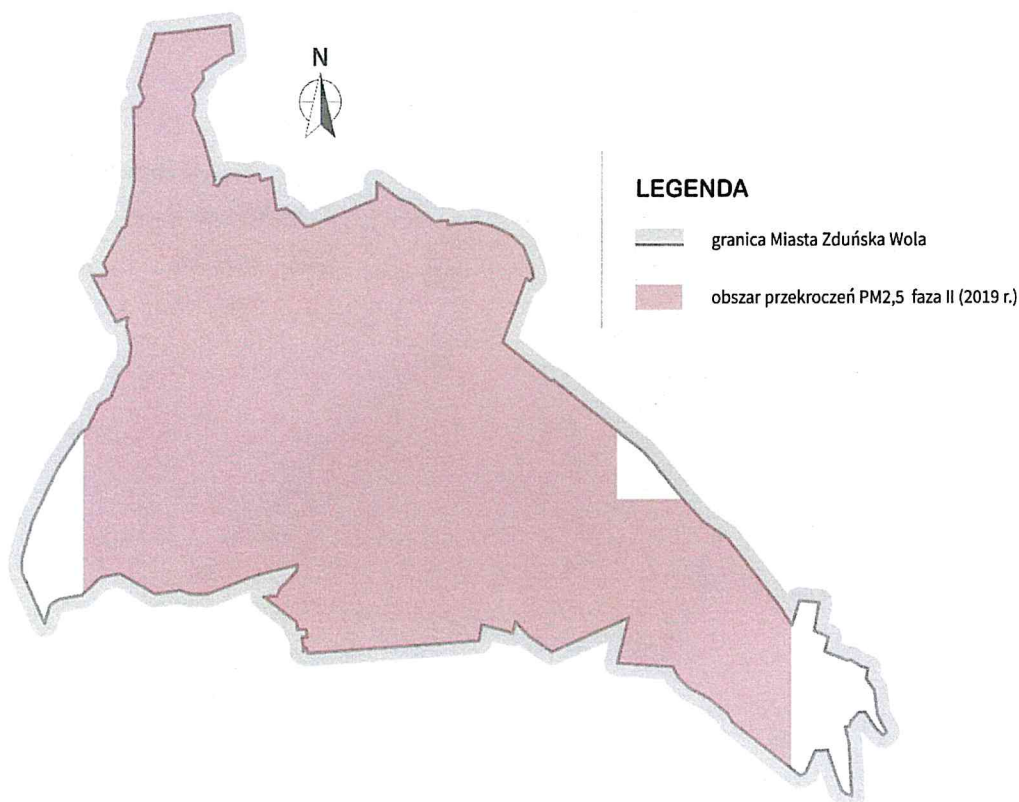 N
LEGENDA
granica Miasta Zduńska Wola
obszar przekroczeń PM2,5 faza II (2019 r.)